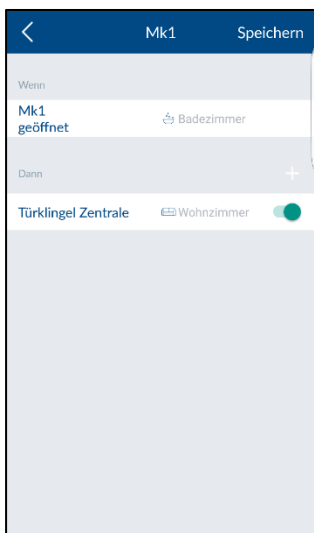 Mk1 Speichern
Wenn
Mk1
geöffnet Badezimmer
Dann
Türklingel Zentrale Wohnzimmer